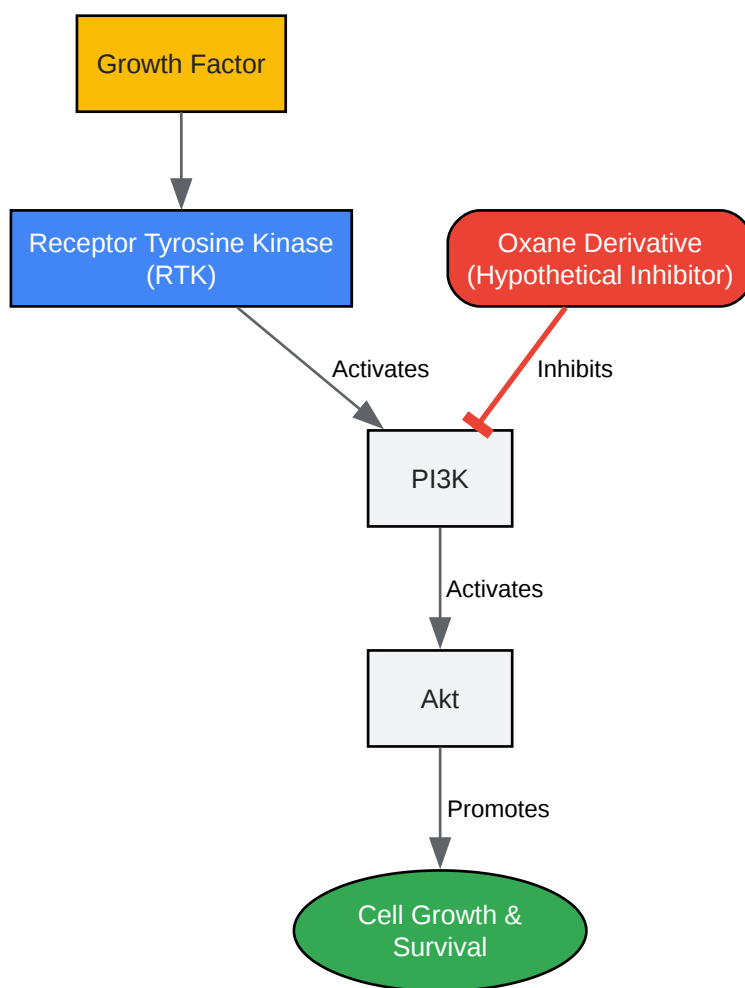 Growth Factor
Receptor Tyrosine Kinase
(RTK)
Oxane Derivative
(Hypothetical Inhibitor)
Activates
Inhibits
PI3K
Activates
Akt
Promotes
Cell Growth &
Survival